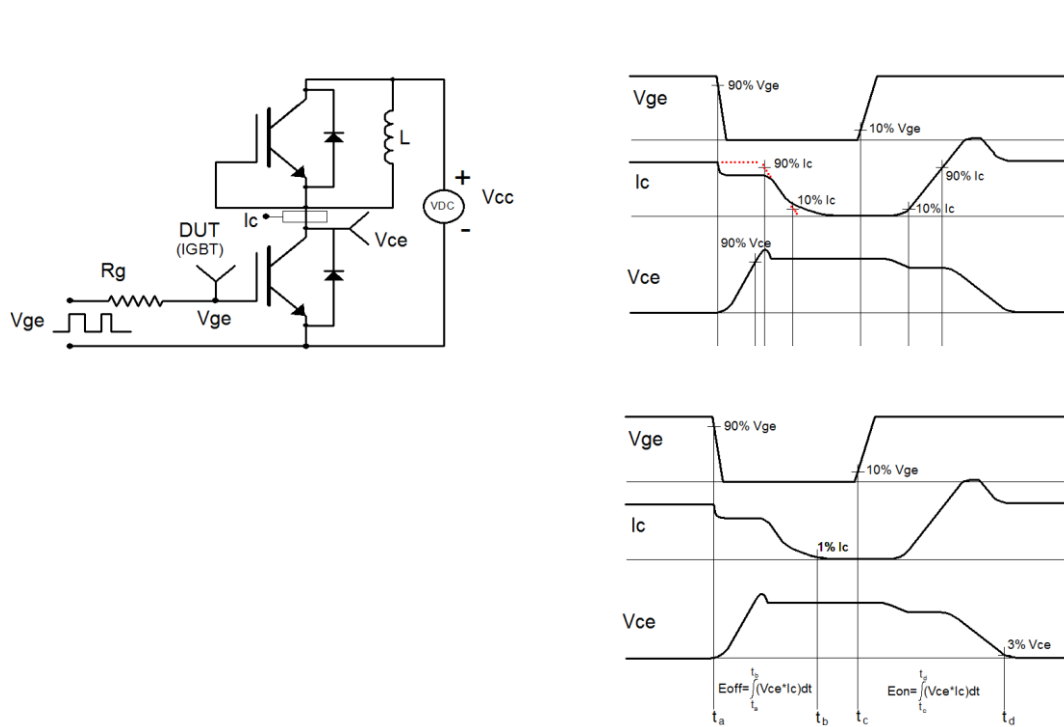 L
+
VDC
Vcc
-
Ic
Vce
DUT
(IGBT)
Rg
Vge
Vge
Vge
90% Vge
10% Vge
Ic
90% Ic
10% Ic
10% Ic
90% Ic
Vce
90% Vce
Vge
90% Vge
10% Vge
Ic
1% Ic
Vce
3% Vce
Eoff=∫(Vce*Ic)dt
Eon=∫(Vce*Ic)dt
ta
tb
tc
td